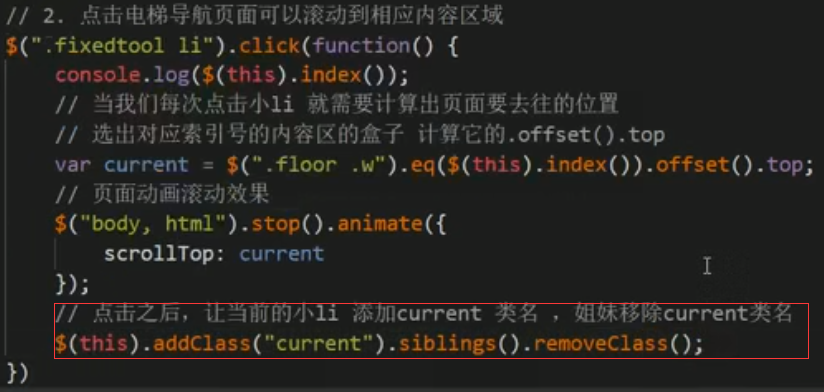 // 2. 点击电梯导航页面可以滚动到相应内容区域
$(".fixedtool li").click(function() {
console.log($(this).index());
// 当我们每次点击小li 就需要计算出页面要去往的位置
// 选出对应索引号的内容区的盒子 计算它的.offset().top
var current = $(".floor .w").eq($(this).index()).offset().top;
// 页面动画滚动效果
$("body, html").stop().animate({
scrollTop: current
});
// 点击之后，让当前的小li 添加current 类名 ，姐妹移除current类名
$(this).addClass("current").siblings().removeClass();
})